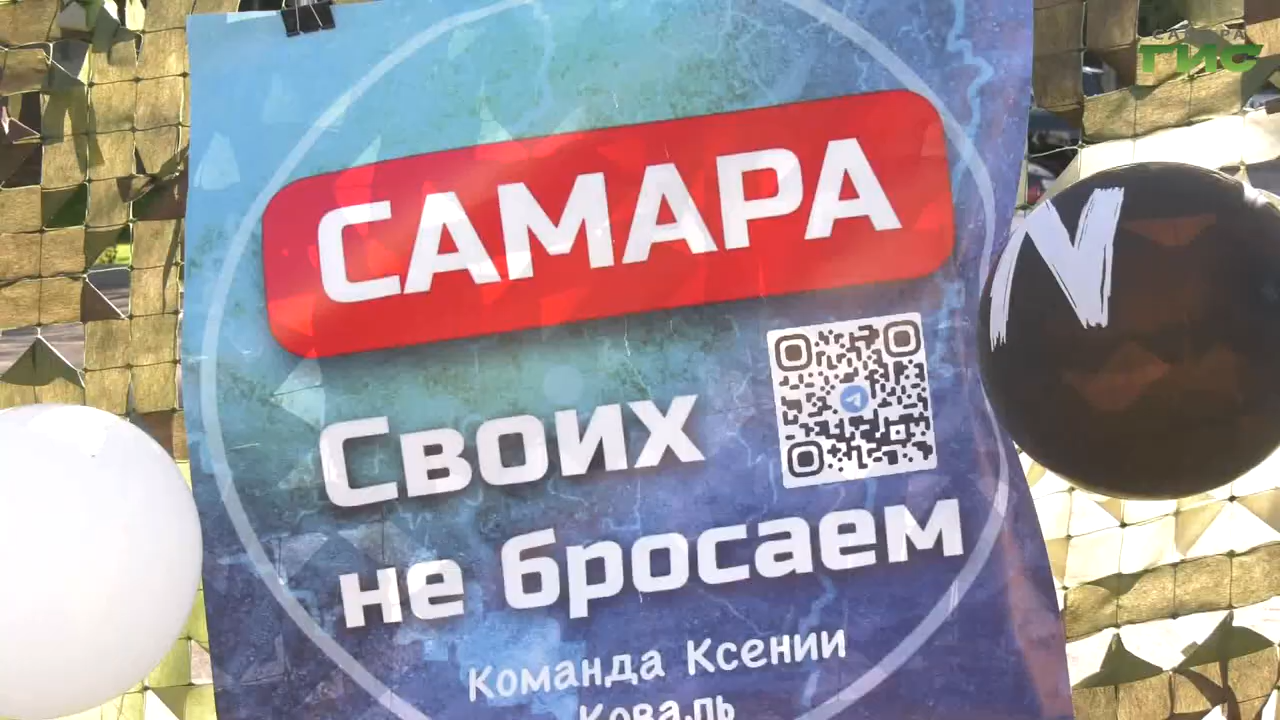 САМАРА
ГИС
САМАРА
Своих
не бросаем
Команда Ксении
Коваль